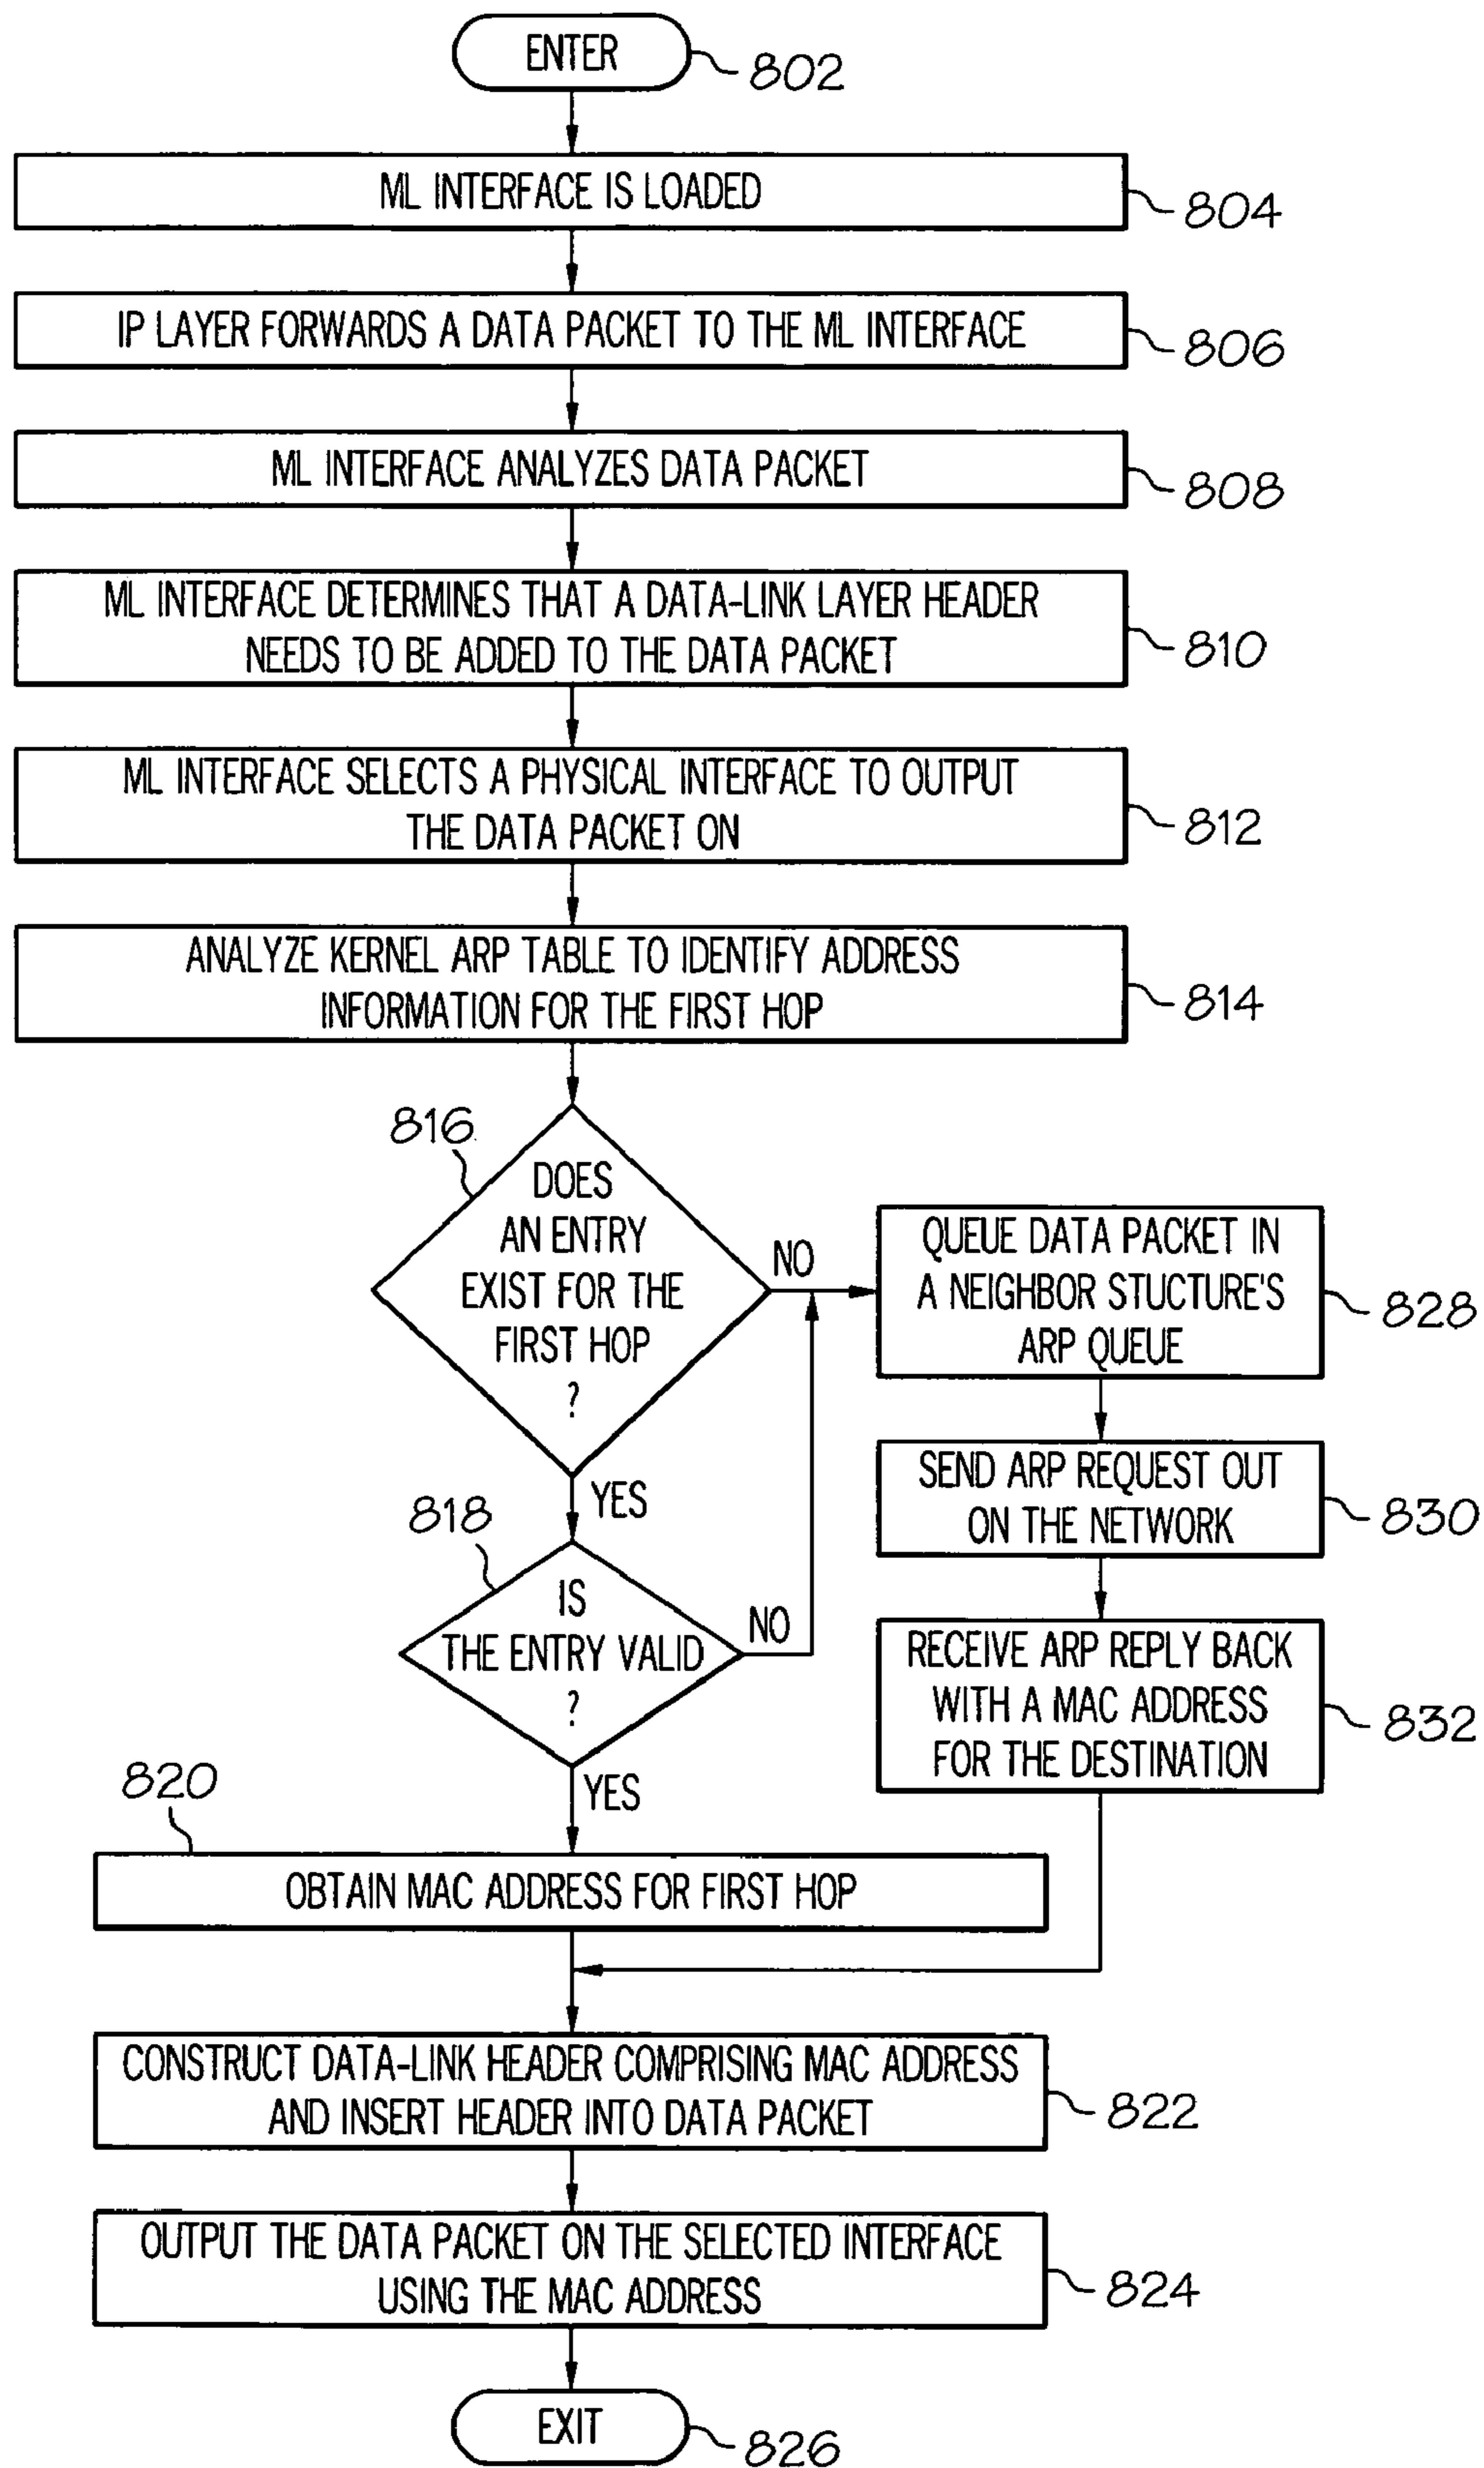 ENTER
802
ML INTERFACE IS LOADED
804
IP LAYER FORWARDS A DATA PACKET TO THE ML INTERFACE
806
ML INTERFACE ANALYZES DATA PACKET
808
ML INTERFACE DETERMINES THAT A DATA-LINK LAYER HEADER
NEEDS TO BE ADDED TO THE DATA PACKET
810
ML INTERFACE SELECTS A PHYSICAL INTERFACE TO OUTPUT
THE DATA PACKET ON
812
ANALYZE KERNEL ARP TABLE TO IDENTIFY ADDRESS
INFORMATION FOR THE FIRST HOP
814
816
DOES
AN ENTRY
EXIST FOR THE
FIRST HOP
?
NO
YES
QUEUE DATA PACKET IN
A NEIGHBOR STUCTURE'S
ARP QUEUE
828
SEND ARP REQUEST OUT
ON THE NETWORK
830
818
IS
THE ENTRY VALID
?
NO
YES
RECEIVE ARP REPLY BACK
WITH A MAC ADDRESS
FOR THE DESTINATION
832
820
OBTAIN MAC ADDRESS FOR FIRST HOP
CONSTRUCT DATA-LINK HEADER COMPRISING MAC ADDRESS
AND INSERT HEADER INTO DATA PACKET
822
OUTPUT THE DATA PACKET ON THE SELECTED INTERFACE
USING THE MAC ADDRESS
824
EXIT
826